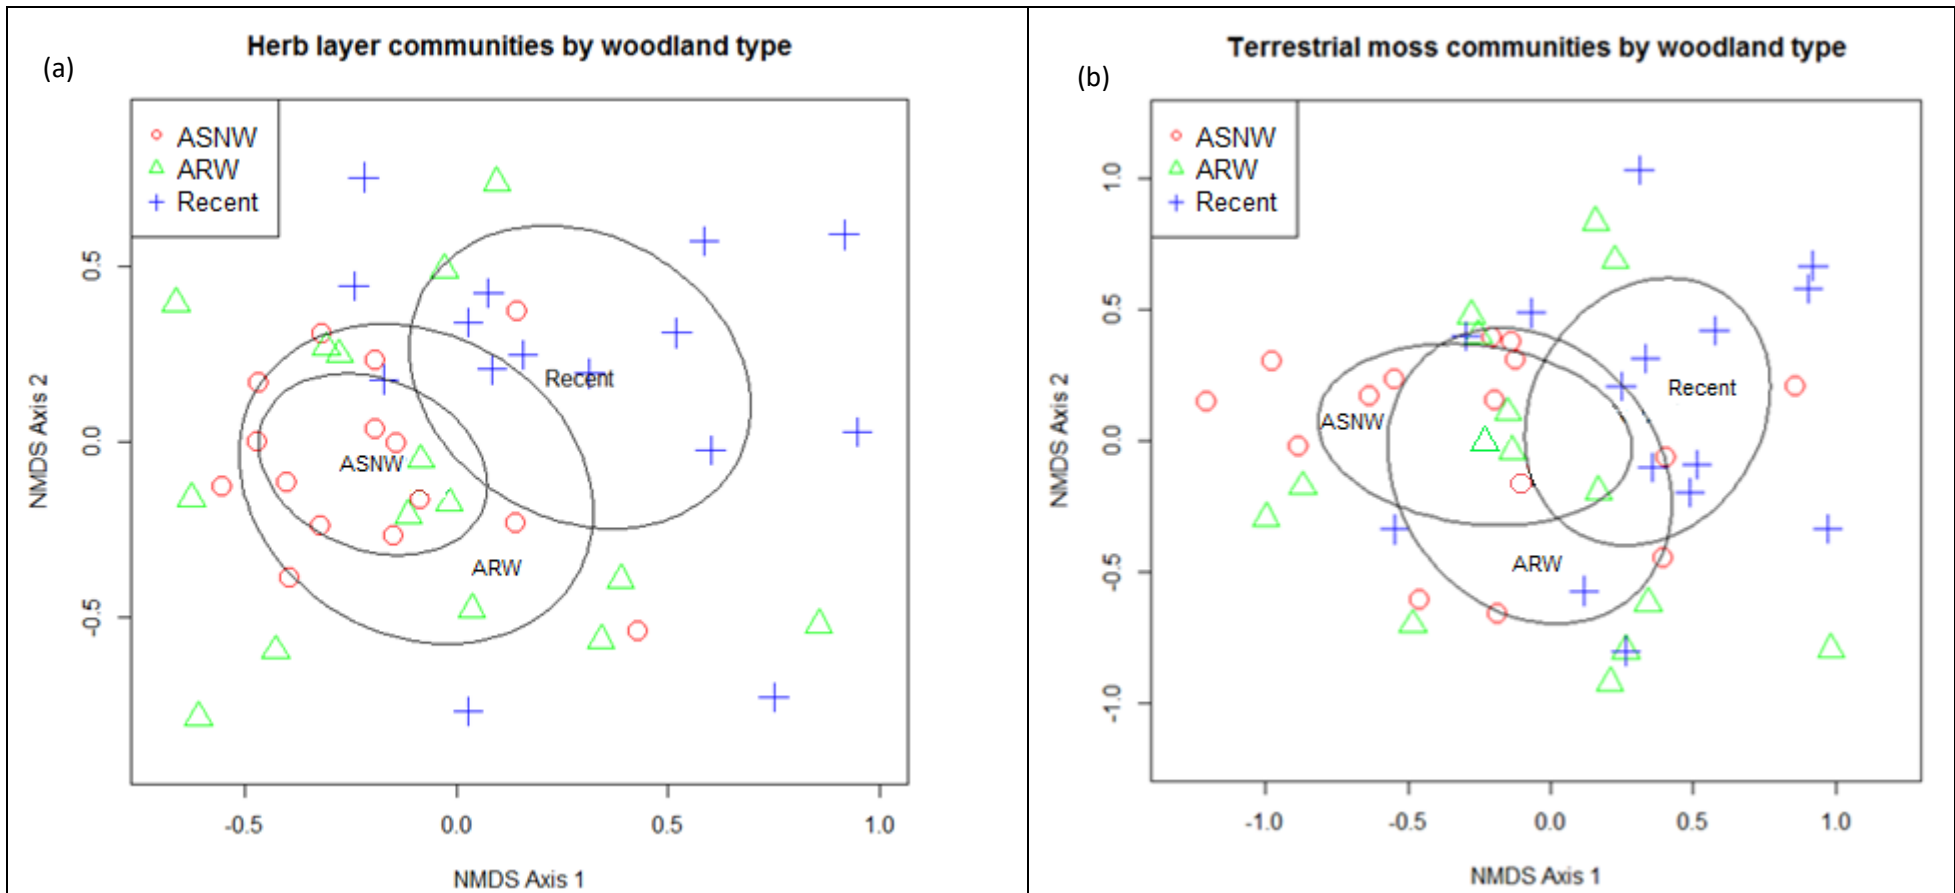 (a)
Herb layer communities by woodland type
ASNW
ARW
Recent
Recent
ASNW
ARW
NMDS Axis 2
0.5
0.0
-0.5
-0.5
0.0
0.5
1.0
NMDS Axis 1
(b)
Terrestrial moss communities by woodland type
ASNW
ARW
Recent
Recent
ASNW
ARW
NMDS Axis 2
1.0
0.5
0.0
-0.5
-1.0
-1.0
-0.5
0.0
0.5
1.0
NMDS Axis 1